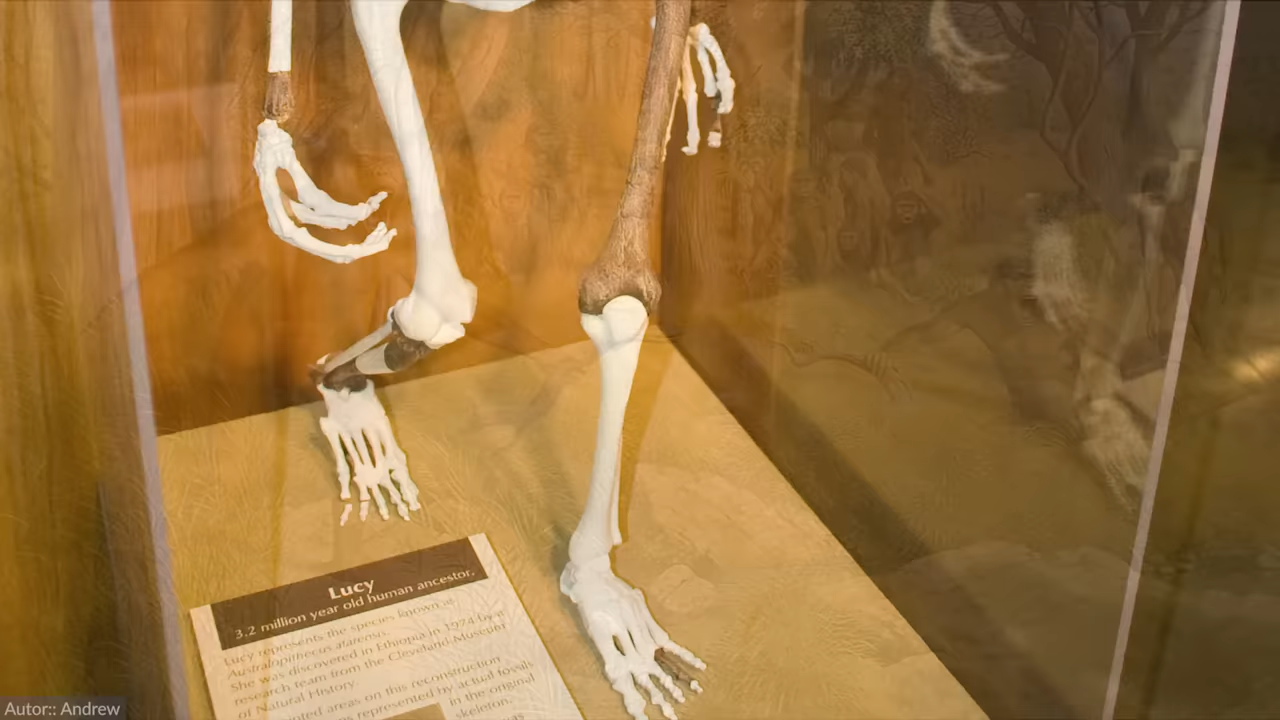 Lucy
3.2 million year old human ancestor.
Lucy represents the species known as
Australopithecus afarensis.
She was discovered in Ethiopia in 1974 by a
research team from the Cleveland Museum
of Natural History.
areas on this reconstruction
represented by actual fossils
in the original
skeleton.
Autor:: Andrew